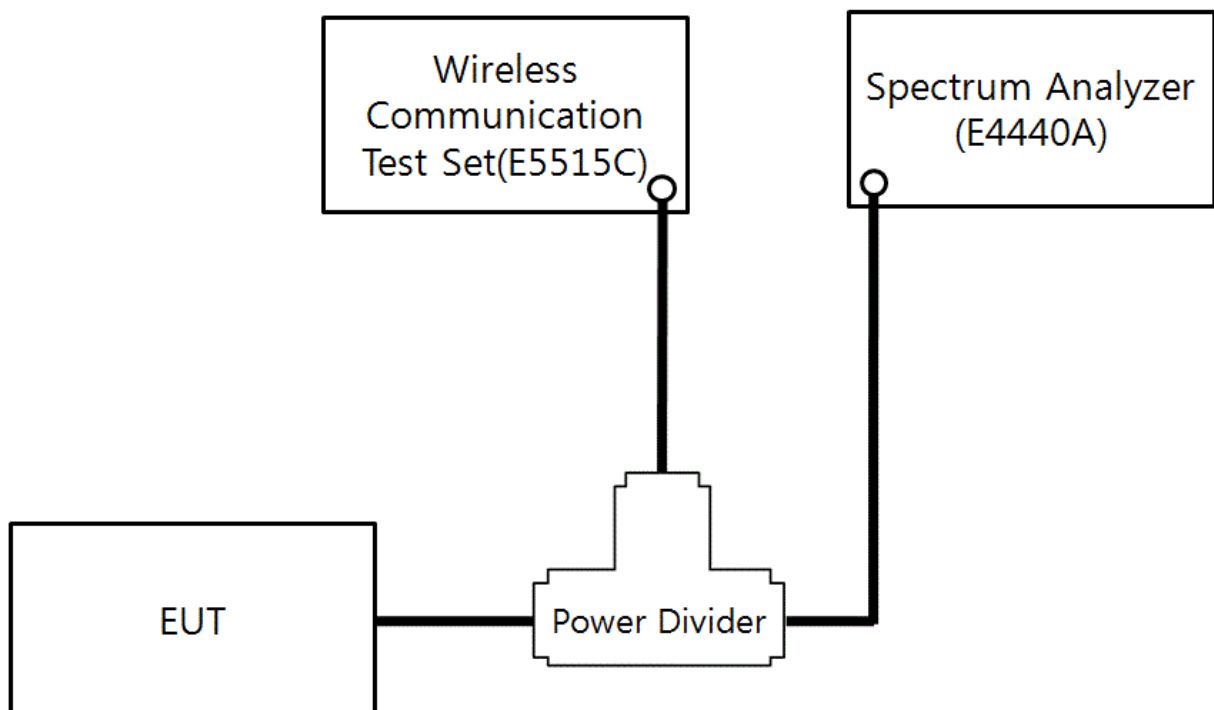 Wireless
Communication
Test Set(E5515C)
Spectrum Analyzer
(E4440A)
EUT
Power Divider